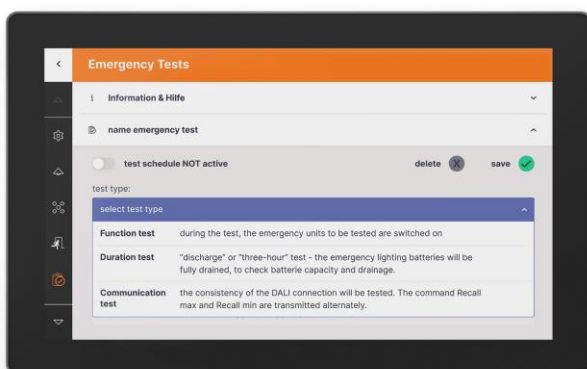 Emergency Tests
i Information & Hilfe
name emergency test
test schedule NOT active delete X save
test type:
select test type
Function test during the test, the emergency units to be tested are switched on
Duration test "discharge" or "three-hour" test - the emergency lighting batteries will be
fully drained, to check batterie capacity and drainage.
Communication the consistency of the DALI connection will be tested. The command Recall
test max and Recall min are transmitted alternately.